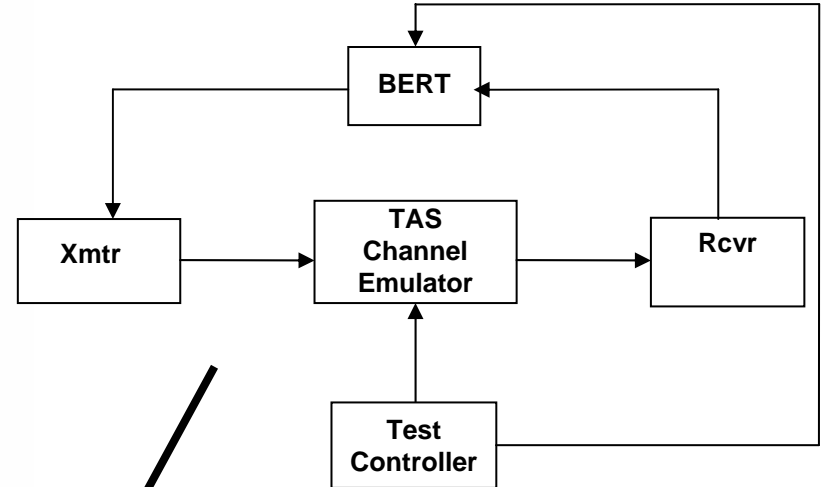 BERT
Xmtr
TAS
Channel
Emulator
Rcvr
Test
Controller